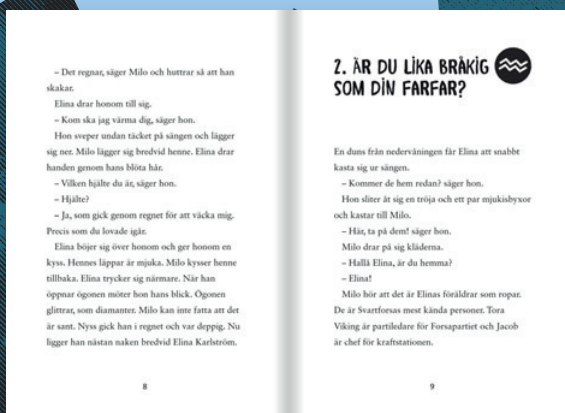 – Det regnar, säger Milo och huttrar så att han
skakar.
Elina drar honom till sig.
– Kom ska jag värma dig, säger hon.
Hon sveper undan täcket på sängen och lägger
sig ner. Milo lägger sig bredvid henne. Elina drar
handen genom hans blöta hår.
– Vilken hjälte du är, säger hon.
– Hjälte?
– Ja, som gick genom regnet för att väcka mig.
Precis som du lovade igår.
Elina böjer sig över honom och ger honom en
kyss. Hennes läppar är mjuka. Milo kysser henne
tillbaka. Elina trycker sig närmare. När han
öppnar ögonen möter hon hans blick. Ögonen
glittrar, som diamanter. Milo kan inte fatta att det
är sant. Nyss gick han i regnet och var deppig. Nu
ligger han nästan naken bredvid Elina Karlström.
8
2. ÄR DU LIKA BRÅKIG
SOM DIN FARFAR?
En duns från nedervåningen får Elina att snabbt
kasta sig ur sängen.
– Kommer de hem redan? säger hon.
Hon sliter åt sig en tröja och ett par mjukisbyxor
och kastar till Milo.
– Här, ta på dem! säger hon.
Milo drar på sig kläderna.
– Hallå Elina, är du hemma?
– Elina!
Milo hör att det är Elinas föräldrar som ropar.
De är Svartforsas mest kända personer. Tora
Viking är partiledare för Forsapartiet och Jacob
är chef för kraftstationen.
9